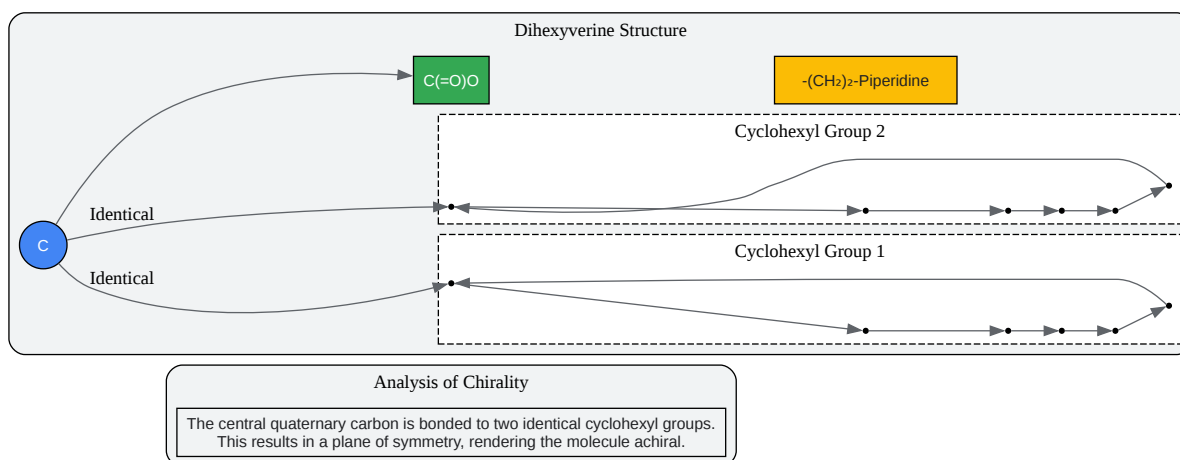 Dihexyverine Structure
C(=O)O
-(CH₂)₂-Piperidine
Cyclohexyl Group 2
Identical
C
Cyclohexyl Group 1
Identical
Analysis of Chirality
The central quaternary carbon is bonded to two identical cyclohexyl groups.
This results in a plane of symmetry, rendering the molecule achiral.